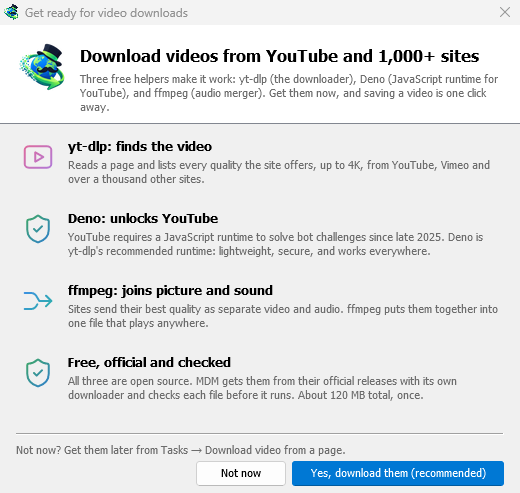 Get ready for video downloads
Download videos from YouTube and 1,000+ sites
Three free helpers make it work: yt-dlp (the downloader), Deno (JavaScript runtime for
YouTube), and ffmpeg (audio merger). Get them now, and saving a video is one click
away.
yt-dlp: finds the video
Reads a page and lists every quality the site offers, up to 4K, from YouTube, Vimeo and
over a thousand other sites.
Deno: unlocks YouTube
YouTube requires a JavaScript runtime to solve bot challenges since late 2025. Deno is
yt-dlp's recommended runtime: lightweight, secure, and works everywhere.
ffmpeg: joins picture and sound
Sites send their best quality as separate video and audio. ffmpeg puts them together into
one file that plays anywhere.
Free, official and checked
All three are open source. MDM gets them from their official releases with its own
downloader and checks each file before it runs. About 120 MB total, once.
Not now? Get them later from Tasks → Download video from a page.
Not now
Yes, download them (recommended)